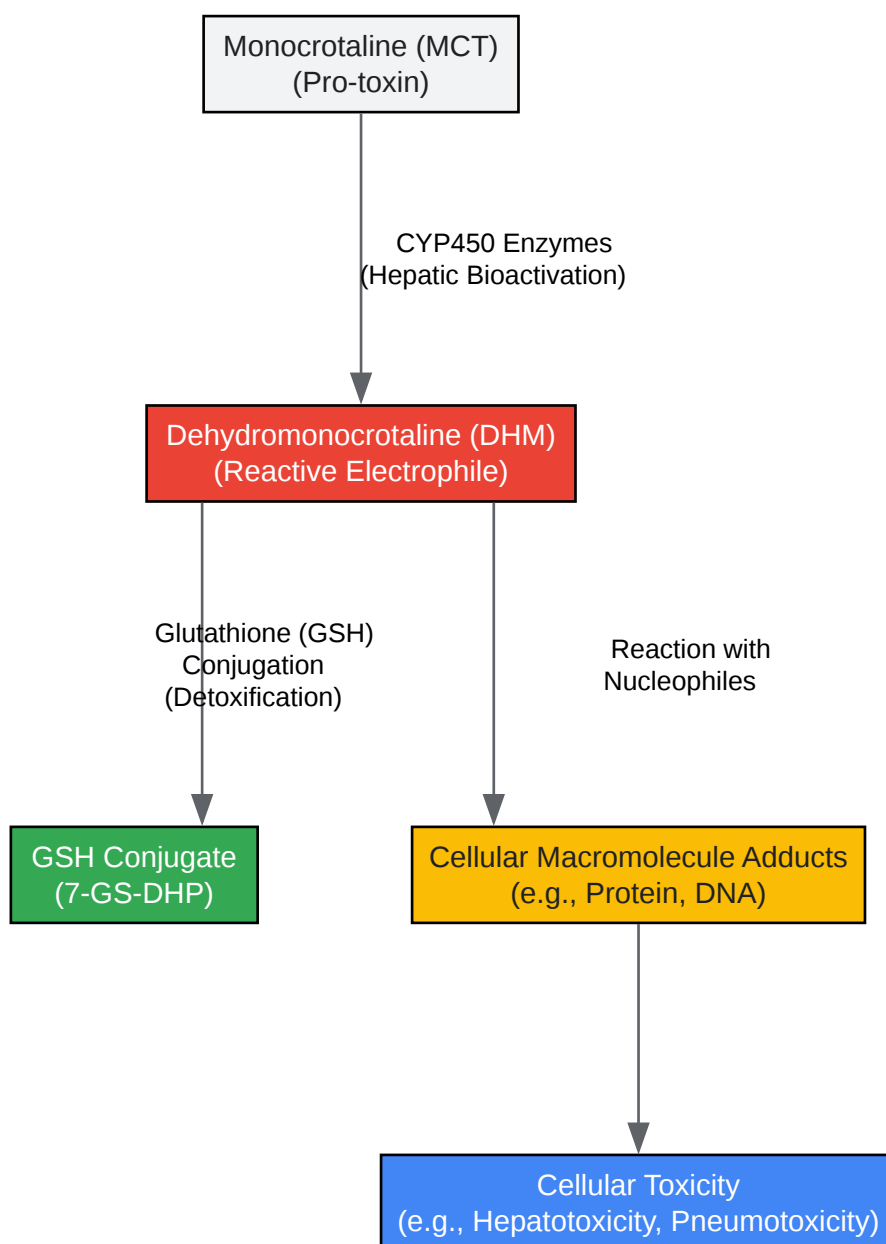 Monocrotaline (MCT)
(Pro-toxin)
CYP450 Enzymes
(Hepatic Bioactivation)
Dehydromonocrotaline (DHM)
(Reactive Electrophile)
Glutathione (GSH)
Conjugation
(Detoxification)
Reaction with
Nucleophiles
GSH Conjugate
(7-GS-DHP)
Cellular Macromolecule Adducts
(e.g., Protein, DNA)
Cellular Toxicity
(e.g., Hepatotoxicity, Pneumotoxicity)